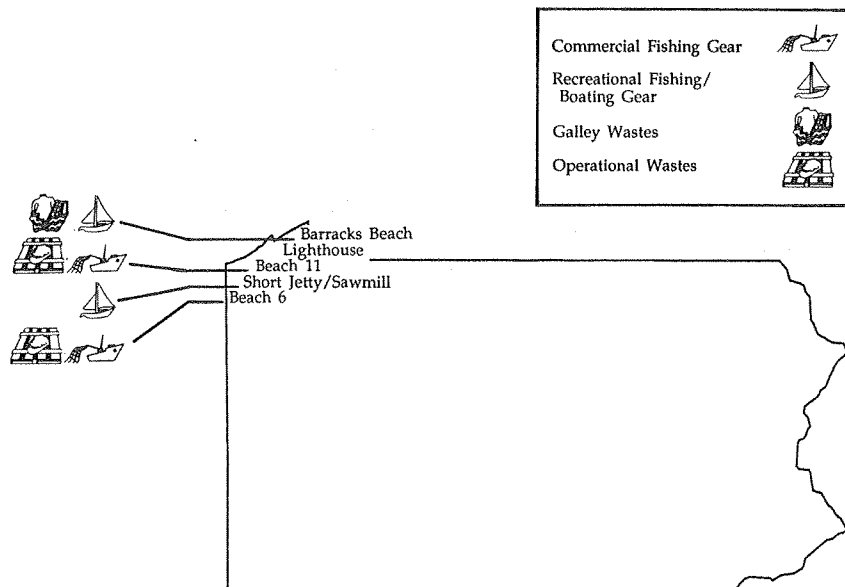 Commercial Fishing Gear
Recreational Fishing/
Boating Gear
Galley Wastes
Operational Wastes
Barracks Beach
Lighthouse
Beach 11
Short Jetty/Sawmill
Beach 6